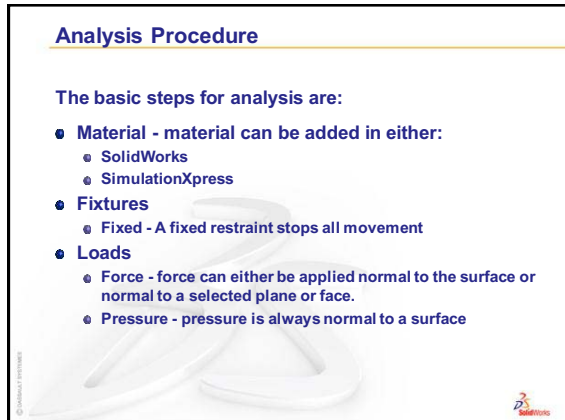 Analysis Procedure
The basic steps for analysis are:
Material - material can be added in either:
SolidWorks
SimulationXpress
Fixtures
Fixed - A fixed restraint stops all movement
Loads
Force - force can either be applied normal to the surface or
normal to a selected plane or face.
Pressure - pressure is always normal to a surface
© DASSAULT SYSTEMES
SolidWorks